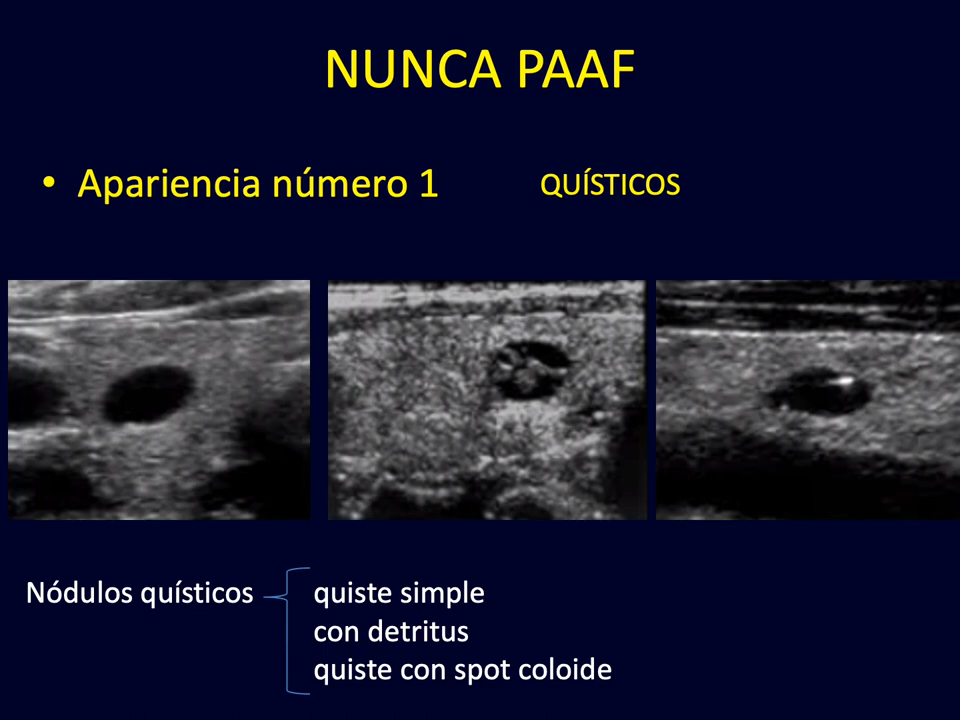 NUNCA PAAF
• Apariencia número 1
QUÍSTICOS
Nódulos quísticos
quiste simple
con detritus
quiste con spot coloide